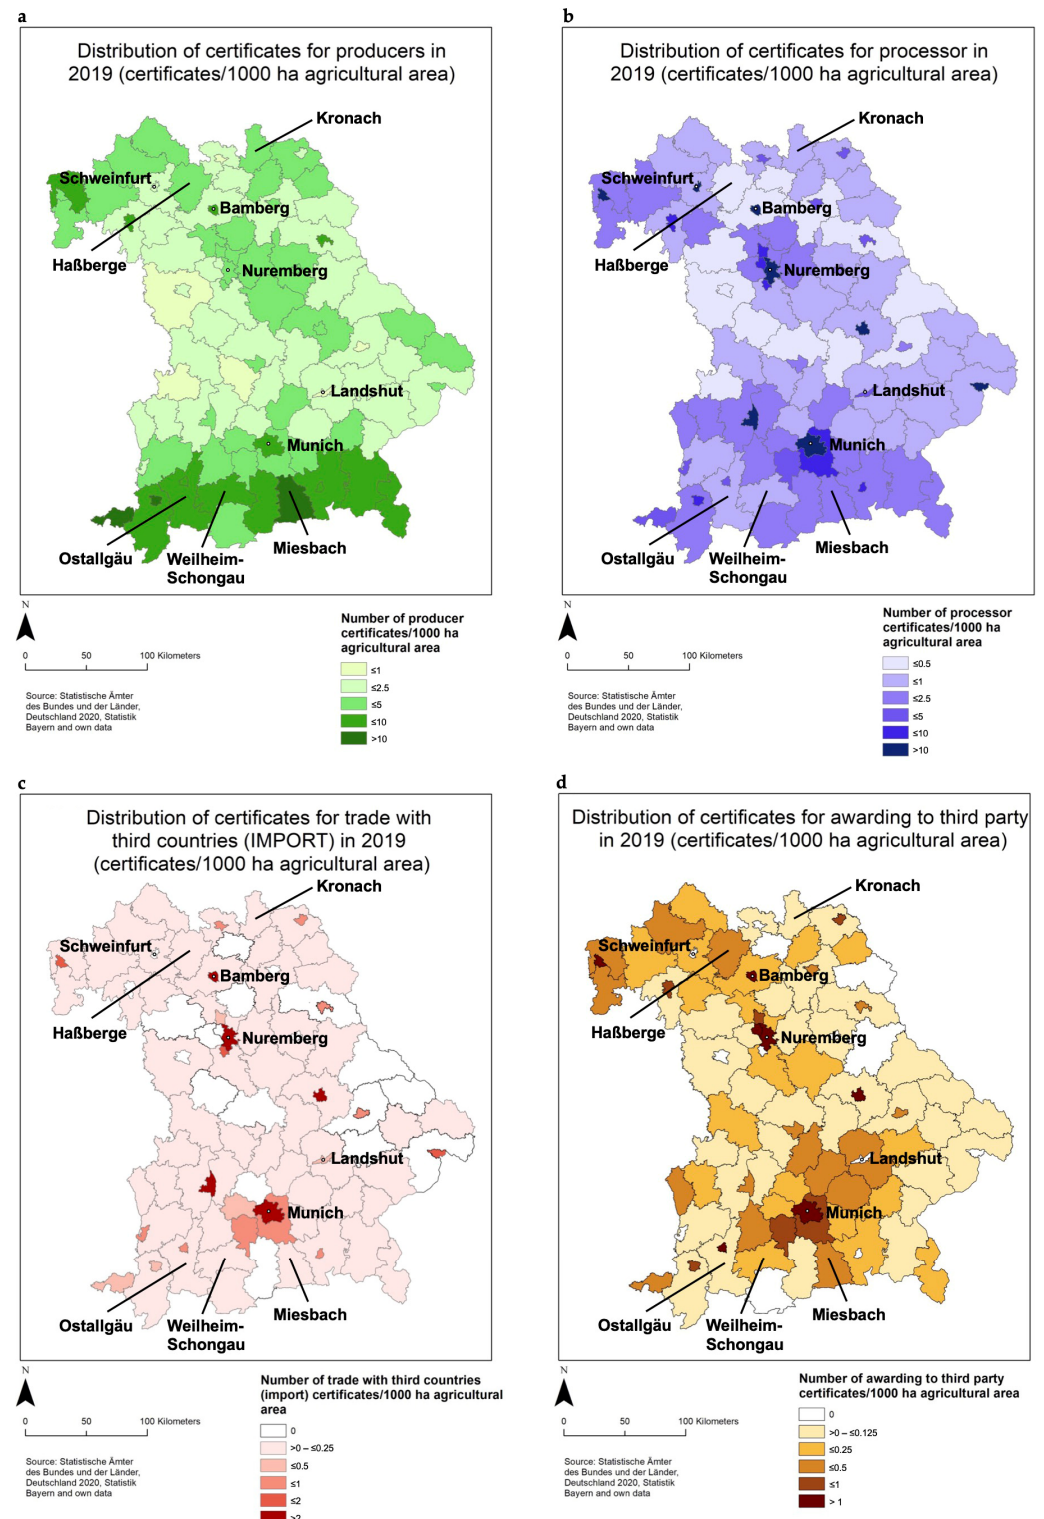 a
Distribution of certificates for producers in
2019 (certificates/1000 ha agricultural area)
Kronach
Schweinfurt
Bamberg
Haßberge
Nuremberg
Landshut
Munich
Ostallgäu
Weilheim-
Schongau
Miesbach
N
0 50 100 Kilometers
Source: Statistische Ämter
des Bundes und der Länder,
Deutschland 2020, Statistik
Bayern and own data
Number of producer
certificates/1000 ha
agricultural area
≤1
≤2.5
≤5
≤10
>10
b
Distribution of certificates for processor in
2019 (certificates/1000 ha agricultural area)
Kronach
Schweinfurt
Bamberg
Haßberge
Nuremberg
Landshut
Munich
Ostallgäu
Weilheim-
Schongau
Miesbach
N
0 50 100 Kilometers
Source: Statistische Ämter
des Bundes und der Länder,
Deutschland 2020, Statistik
Bayern and own data
Number of processor
certificates/1000 ha
agricultural area
≤0.5
≤1
≤2.5
≤5
≤10
>10
c
Distribution of certificates for trade with
third countries (IMPORT) in 2019
(certificates/1000 ha agricultural area)
Kronach
Schweinfurt
Bamberg
Haßberge
Nuremberg
Landshut
Munich
Ostallgäu
Weilheim-
Schongau
Miesbach
N
0 50 100 Kilometers
Source: Statistische Ämter
des Bundes und der Länder,
Deutschland 2020, Statistik
Bayern and own data
Number of trade with third countries
(import) certificates/1000 ha agricultural
area
0
>0 – ≤0.25
≤0.5
≤1
≤2
>2
d
Distribution of certificates for awarding to third party
in 2019 (certificates/1000 ha agricultural area)
Kronach
Schweinfurt
Bamberg
Haßberge
Nuremberg
Landshut
Munich
Ostallgäu
Weilheim-
Schongau
Miesbach
N
0 50 100 Kilometers
Source: Statistische Ämter
des Bundes und der Länder,
Deutschland 2020, Statistik
Bayern and own data
Number of awarding to third party
certificates/1000 ha agricultural area
0
>0 – ≤0.125
≤0.25
≤0.5
≤1
> 1